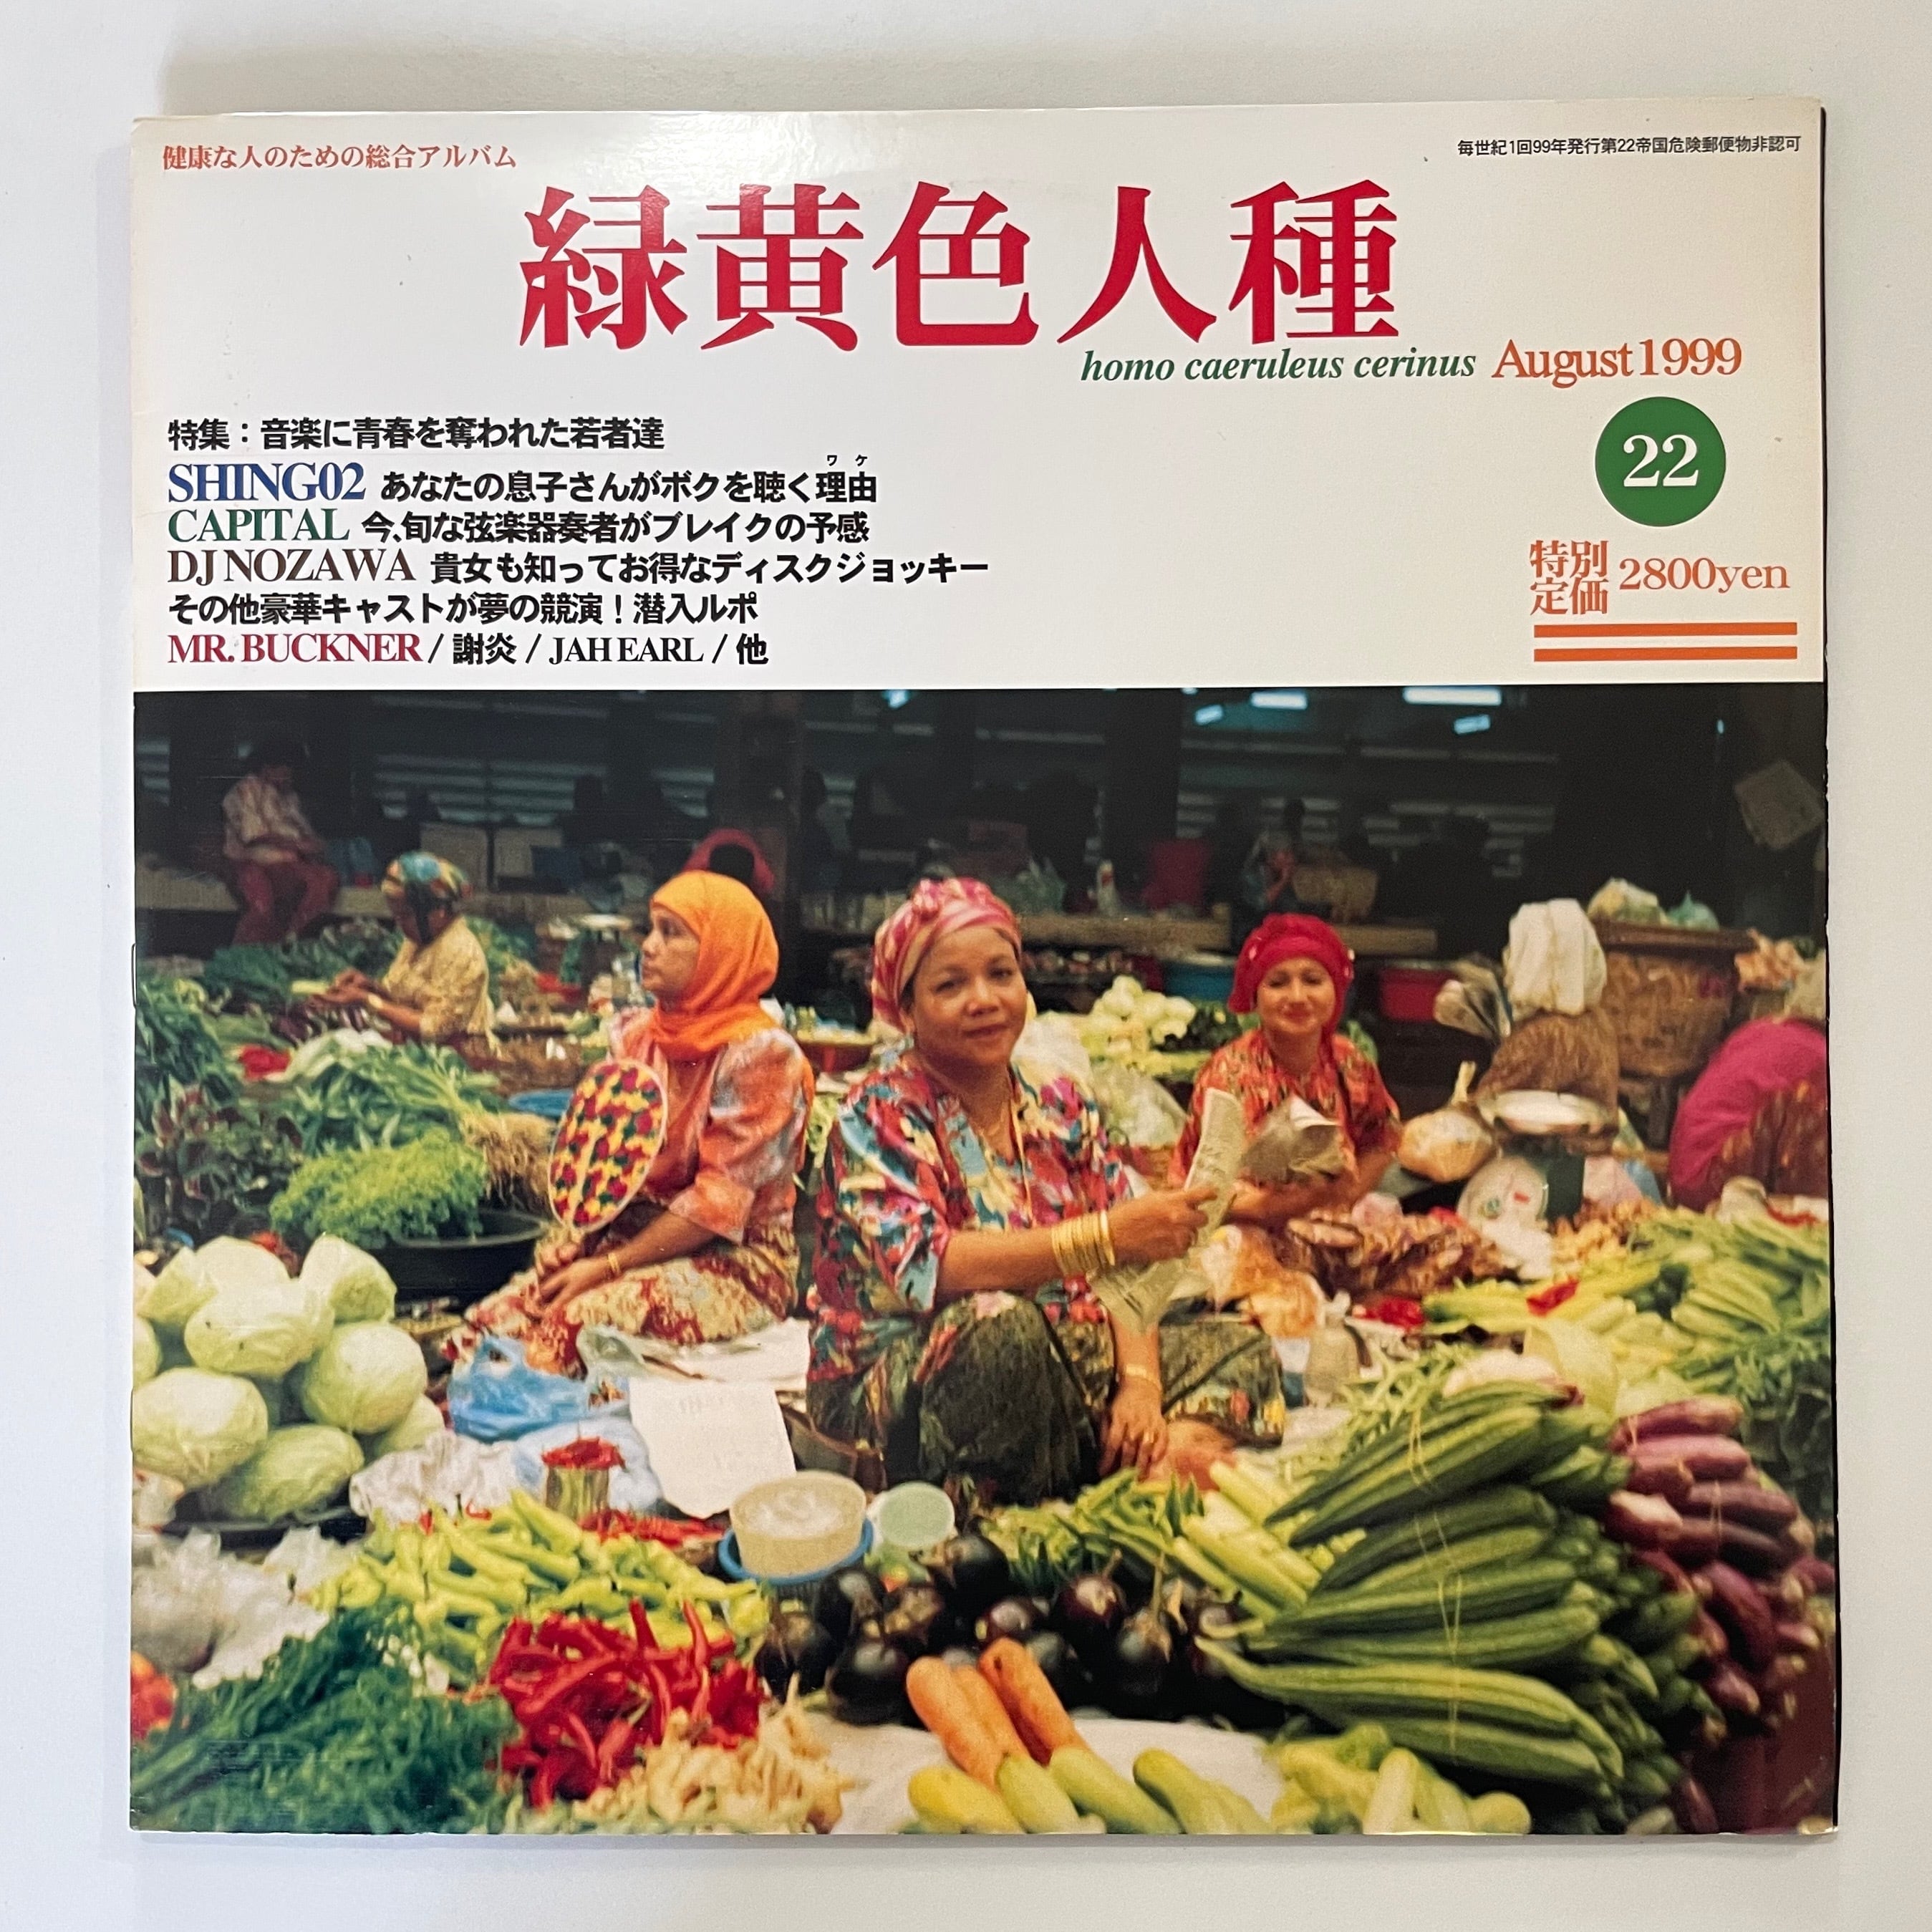 健康な人のための総合アルバム
毎世紀1回99年発行第22帝国危険郵便物非認可
緑黄色人種
homo caeruleus cerinus August 1999
22
特別定価 2800yen
特集：音楽に青春を奪われた若者達
ワケ
SHING02 あなたの息子さんがボクを聴く理由
CAPITAL 今、旬な弦楽器奏者がブレイクの予感
DJ NOZAWA 貴女も知ってお得なディスクジョッキー
その他豪華キャストが夢の競演！潜入ルポ
MR. BUCKNER / 謝炎 / JAH EARL / 他